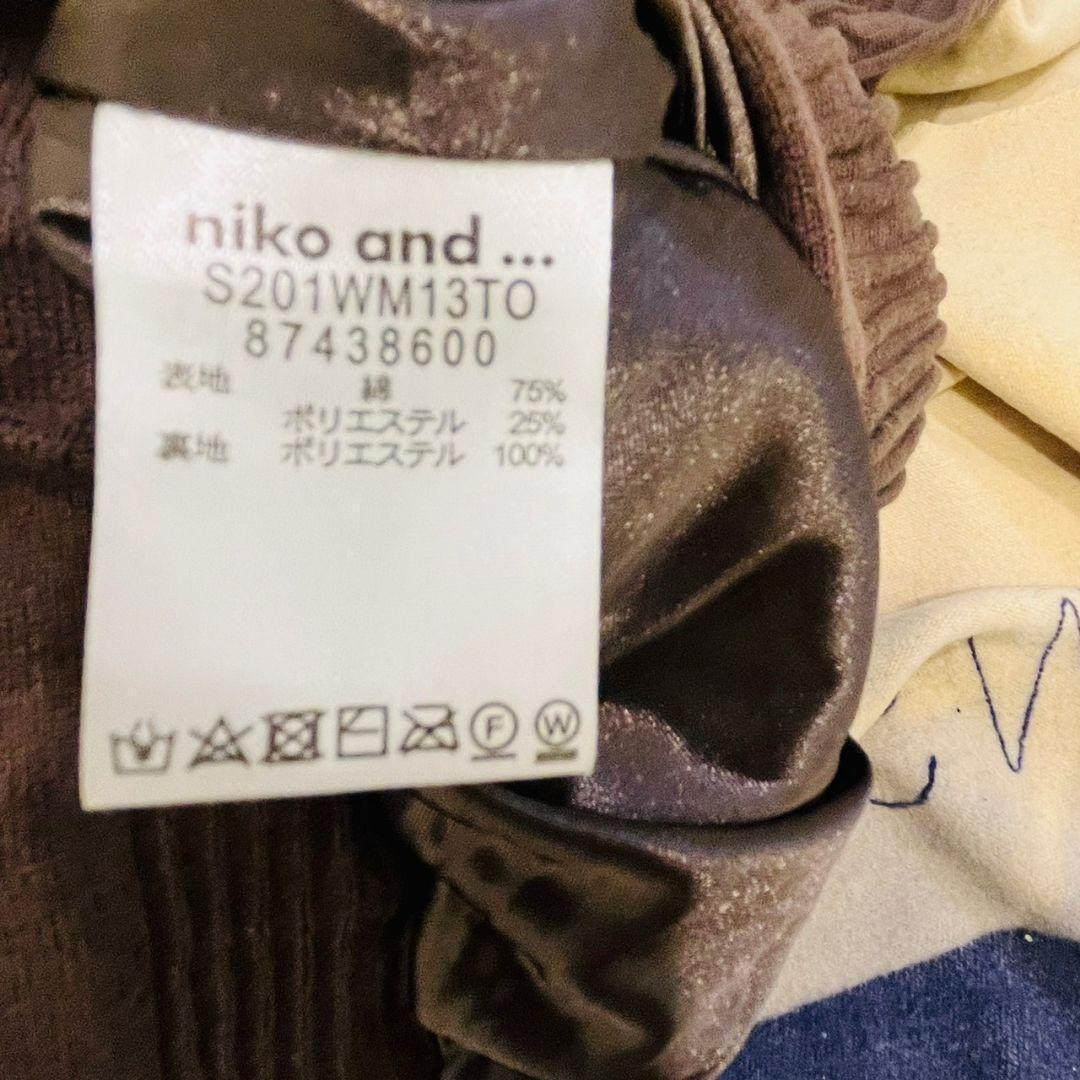 niko and ...
S201WM13TO
87438600
表地 綿 75%
ポリエステル 25%
裏地 ポリエステル 100%
F W